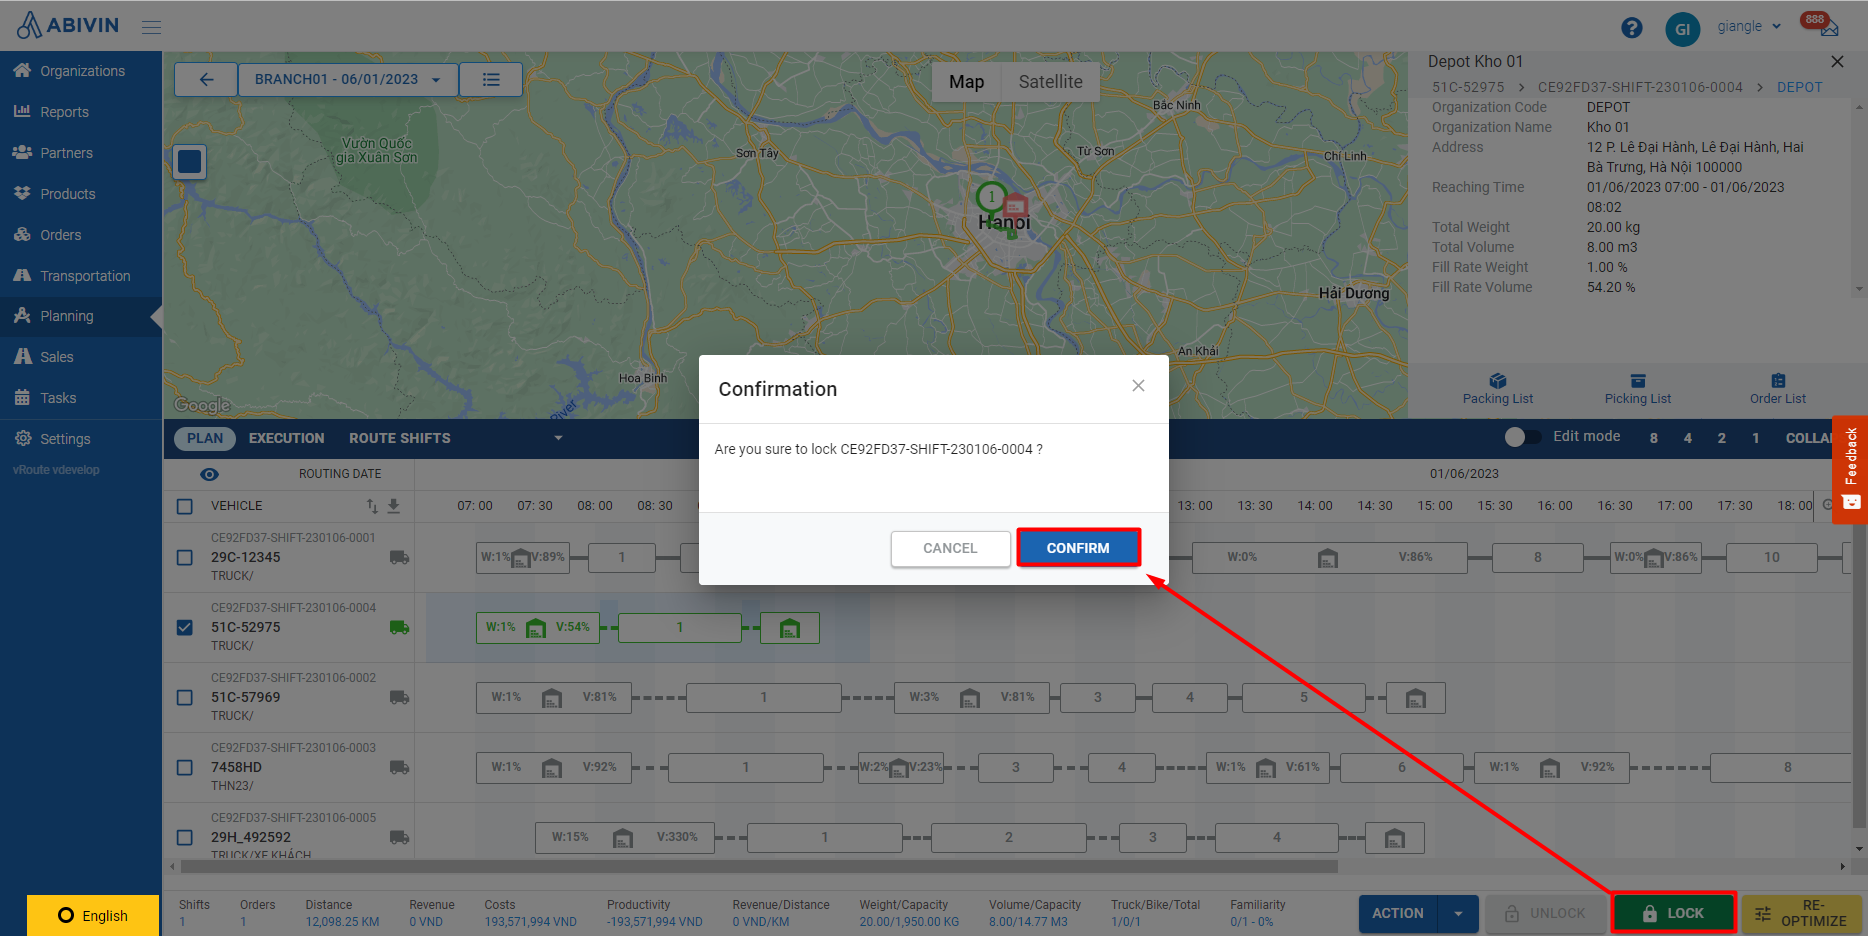 ABIVIN
GI
giangle
888
Organizations
Reports
Partners
Products
Orders
Transportation
Planning
Sales
Tasks
Settings
vRoute vdevelop
English
BRANCH01 - 06/01/2023
Map
Satellite
Vườn Quốc
gia Xuân Sơn
Sơn Tây
Bắc Ninh
Từ Sơn
Chí Linh
1
Hanoi
Hải Dương
An Khải
Hoa Binh
River
Google
Depot Kho 01
51C-52975 > CE92FD37-SHIFT-230106-0004 > DEPOT
Organization Code DEPOT
Organization Name Kho 01
Address 12 P. Lê Đại Hành, Lê Đại Hành, Hai
Bà Trưng, Hà Nội 100000
Reaching Time 01/06/2023 07:00 - 01/06/2023
08:02
Total Weight 20.00 kg
Total Volume 8.00 m3
Fill Rate Weight 1.00 %
Fill Rate Volume 54.20 %
Packing List
Picking List
Order List
Confirmation
Are you sure to lock CE92FD37-SHIFT-230106-0004 ?
CANCEL
CONFIRM
Feedback
PLAN EXECUTION ROUTE SHIFTS
Edit mode 8 4 2 1 COLLA
ROUTING DATE
01/06/2023
VEHICLE
07: 00 07: 30 08: 00 08: 30 13: 00 13: 30 14: 00 14: 30 15: 00 15: 30 16: 00 16: 30 17: 00 17: 30 18: 00
CE92FD37-SHIFT-230106-0001
29C-12345
TRUCK/
W:1% V:89% 1 W:0% V:86% 8 W:0% V:86% 10
CE92FD37-SHIFT-230106-0004
51C-52975
TRUCK/
W:1% V:54% 1
CE92FD37-SHIFT-230106-0002
51C-57969
TRUCK/
W:1% V:81% 1 W:3% V:81% 3 4 5
CE92FD37-SHIFT-230106-0003
7458HD
THN23/
W:1% V:92% 1 W:2% V:23% 3 4 W:1% V:61% 6 W:1% V:92% 8
CE92FD37-SHIFT-230106-0005
29H_492592
TRUCK/XE KHÁCH
W:15% V:330% 1 2 3 4
Shifts Orders Distance Revenue Costs Productivity Revenue/Distance Weight/Capacity Volume/Capacity Truck/Bike/Total Familiarity
1 1 12,098.25 KM 0 VND 193,571,994 VND -193,571,994 VND 0 VND/KM 20.00/1,950.00 KG 8.00/14.77 M3 1/0/1 0/1 - 0%
ACTION
UNLOCK
LOCK
RE-
OPTIMIZE